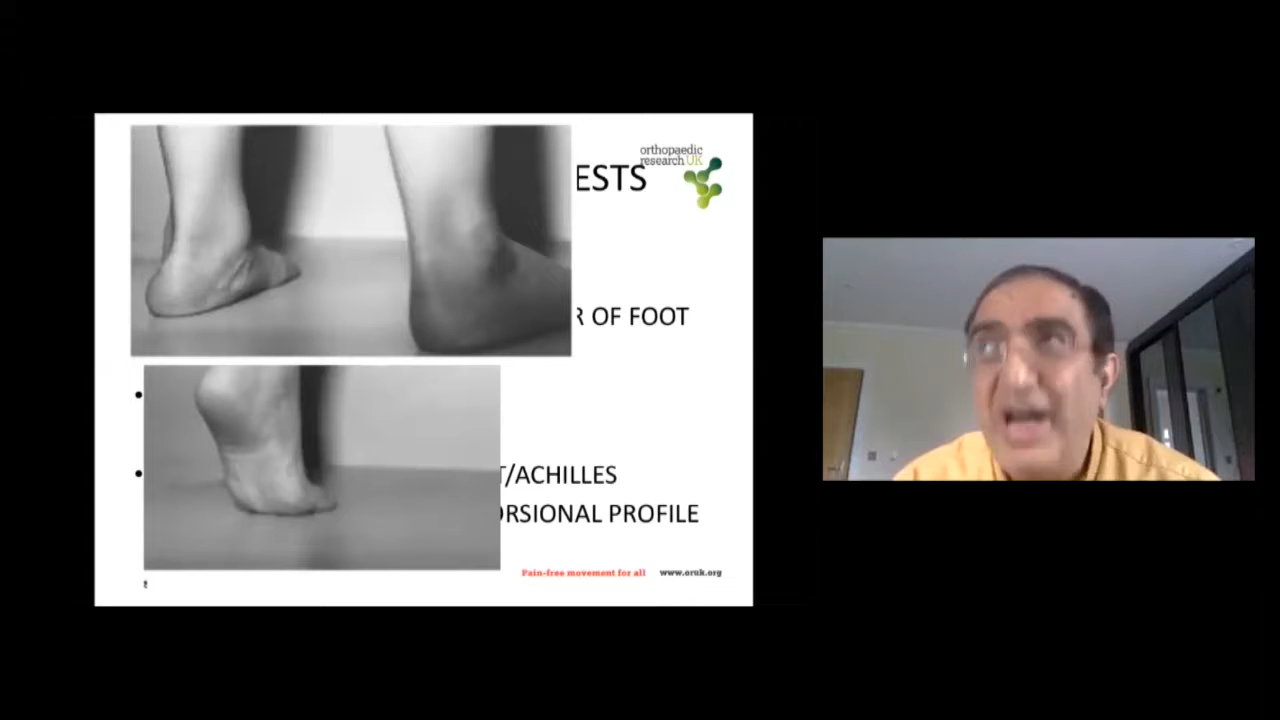 orthopaedic
research UK
ESTS
R OF FOOT
T/ACHILLES
ORSIONAL PROFILE
Pain-free movement for all www.oruk.org